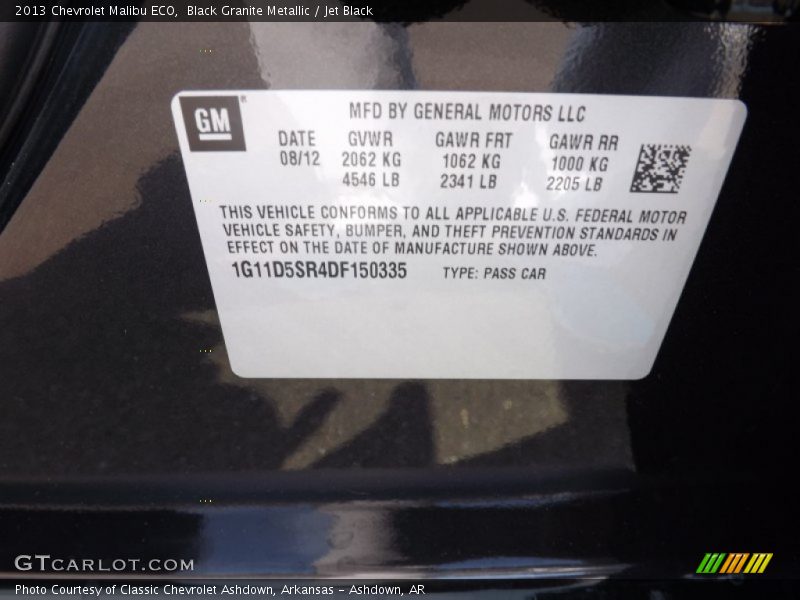 2013 Chevrolet Malibu ECO, Black Granite Metallic / Jet Black
GM®
MFD BY GENERAL MOTORS LLC
DATE GVWR GAWR FRT GAWR RR
08/12 2062 KG 1062 KG 1000 KG
4546 LB 2341 LB 2205 LB
THIS VEHICLE CONFORMS TO ALL APPLICABLE U.S. FEDERAL MOTOR
VEHICLE SAFETY, BUMPER, AND THEFT PREVENTION STANDARDS IN
EFFECT ON THE DATE OF MANUFACTURE SHOWN ABOVE.
1G11D5SR4DF150335 TYPE: PASS CAR
GTCARLOT.COM
Photo Courtesy of Classic Chevrolet Ashdown, Arkansas - Ashdown, AR